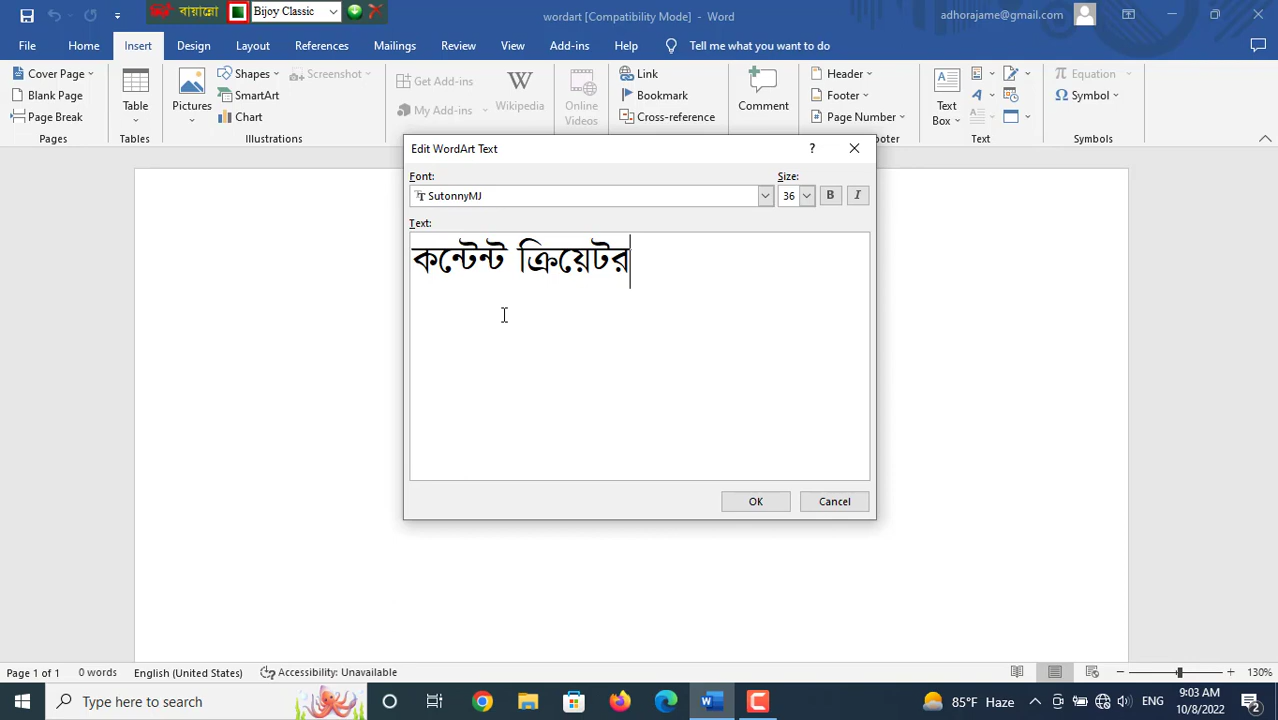 বায়ান্নো Bijoy Classic
wordart [Compatibility Mode] - Word
adhorajame@gmail.com
File Home Insert Design Layout References Mailings Review View Add-ins Help Tell me what you want to do
Cover Page
Blank Page
Page Break
Pages
Table
Tables
Pictures
Shapes
SmartArt
Chart
Screenshot
Illustrations
Get Add-ins
My Add-ins
Wikipedia
Online
Videos
Link
Bookmark
Cross-reference
Comment
Header
Footer
Page Number
ooter
Text
Box
Text
Equation
Symbol
Symbols
Edit WordArt Text ?
Font: Size:
SutonnyMJ 36 B I
Text:
কন্টেন্ট ক্রিয়েটর
OK Cancel
Page 1 of 1 0 words English (United States) Accessibility: Unavailable 130%
Type here to search
85°F Haze ENG
9:03 AM
10/8/2022
2